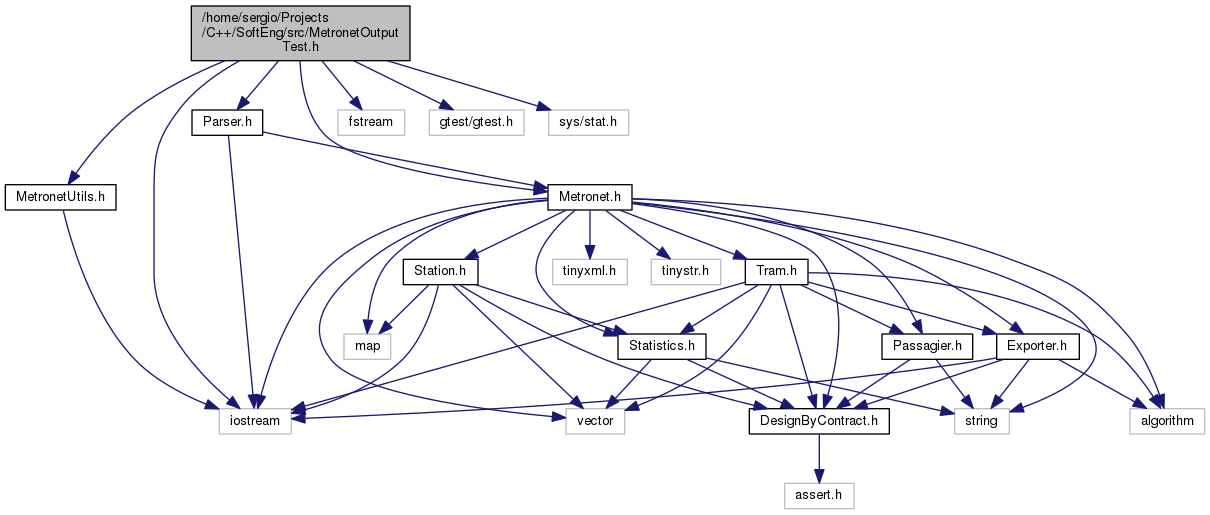 /home/sergio/Projects
/C++/SoftEng/src/MetronetOutput
Test.h
Parser.h
fstream
gtest/gtest.h
sys/stat.h
MetronetUtils.h
Metronet.h
Station.h
tinyxml.h
tinystr.h
Tram.h
map
Statistics.h
Passagier.h
Exporter.h
iostream
vector
DesignByContract.h
string
algorithm
assert.h